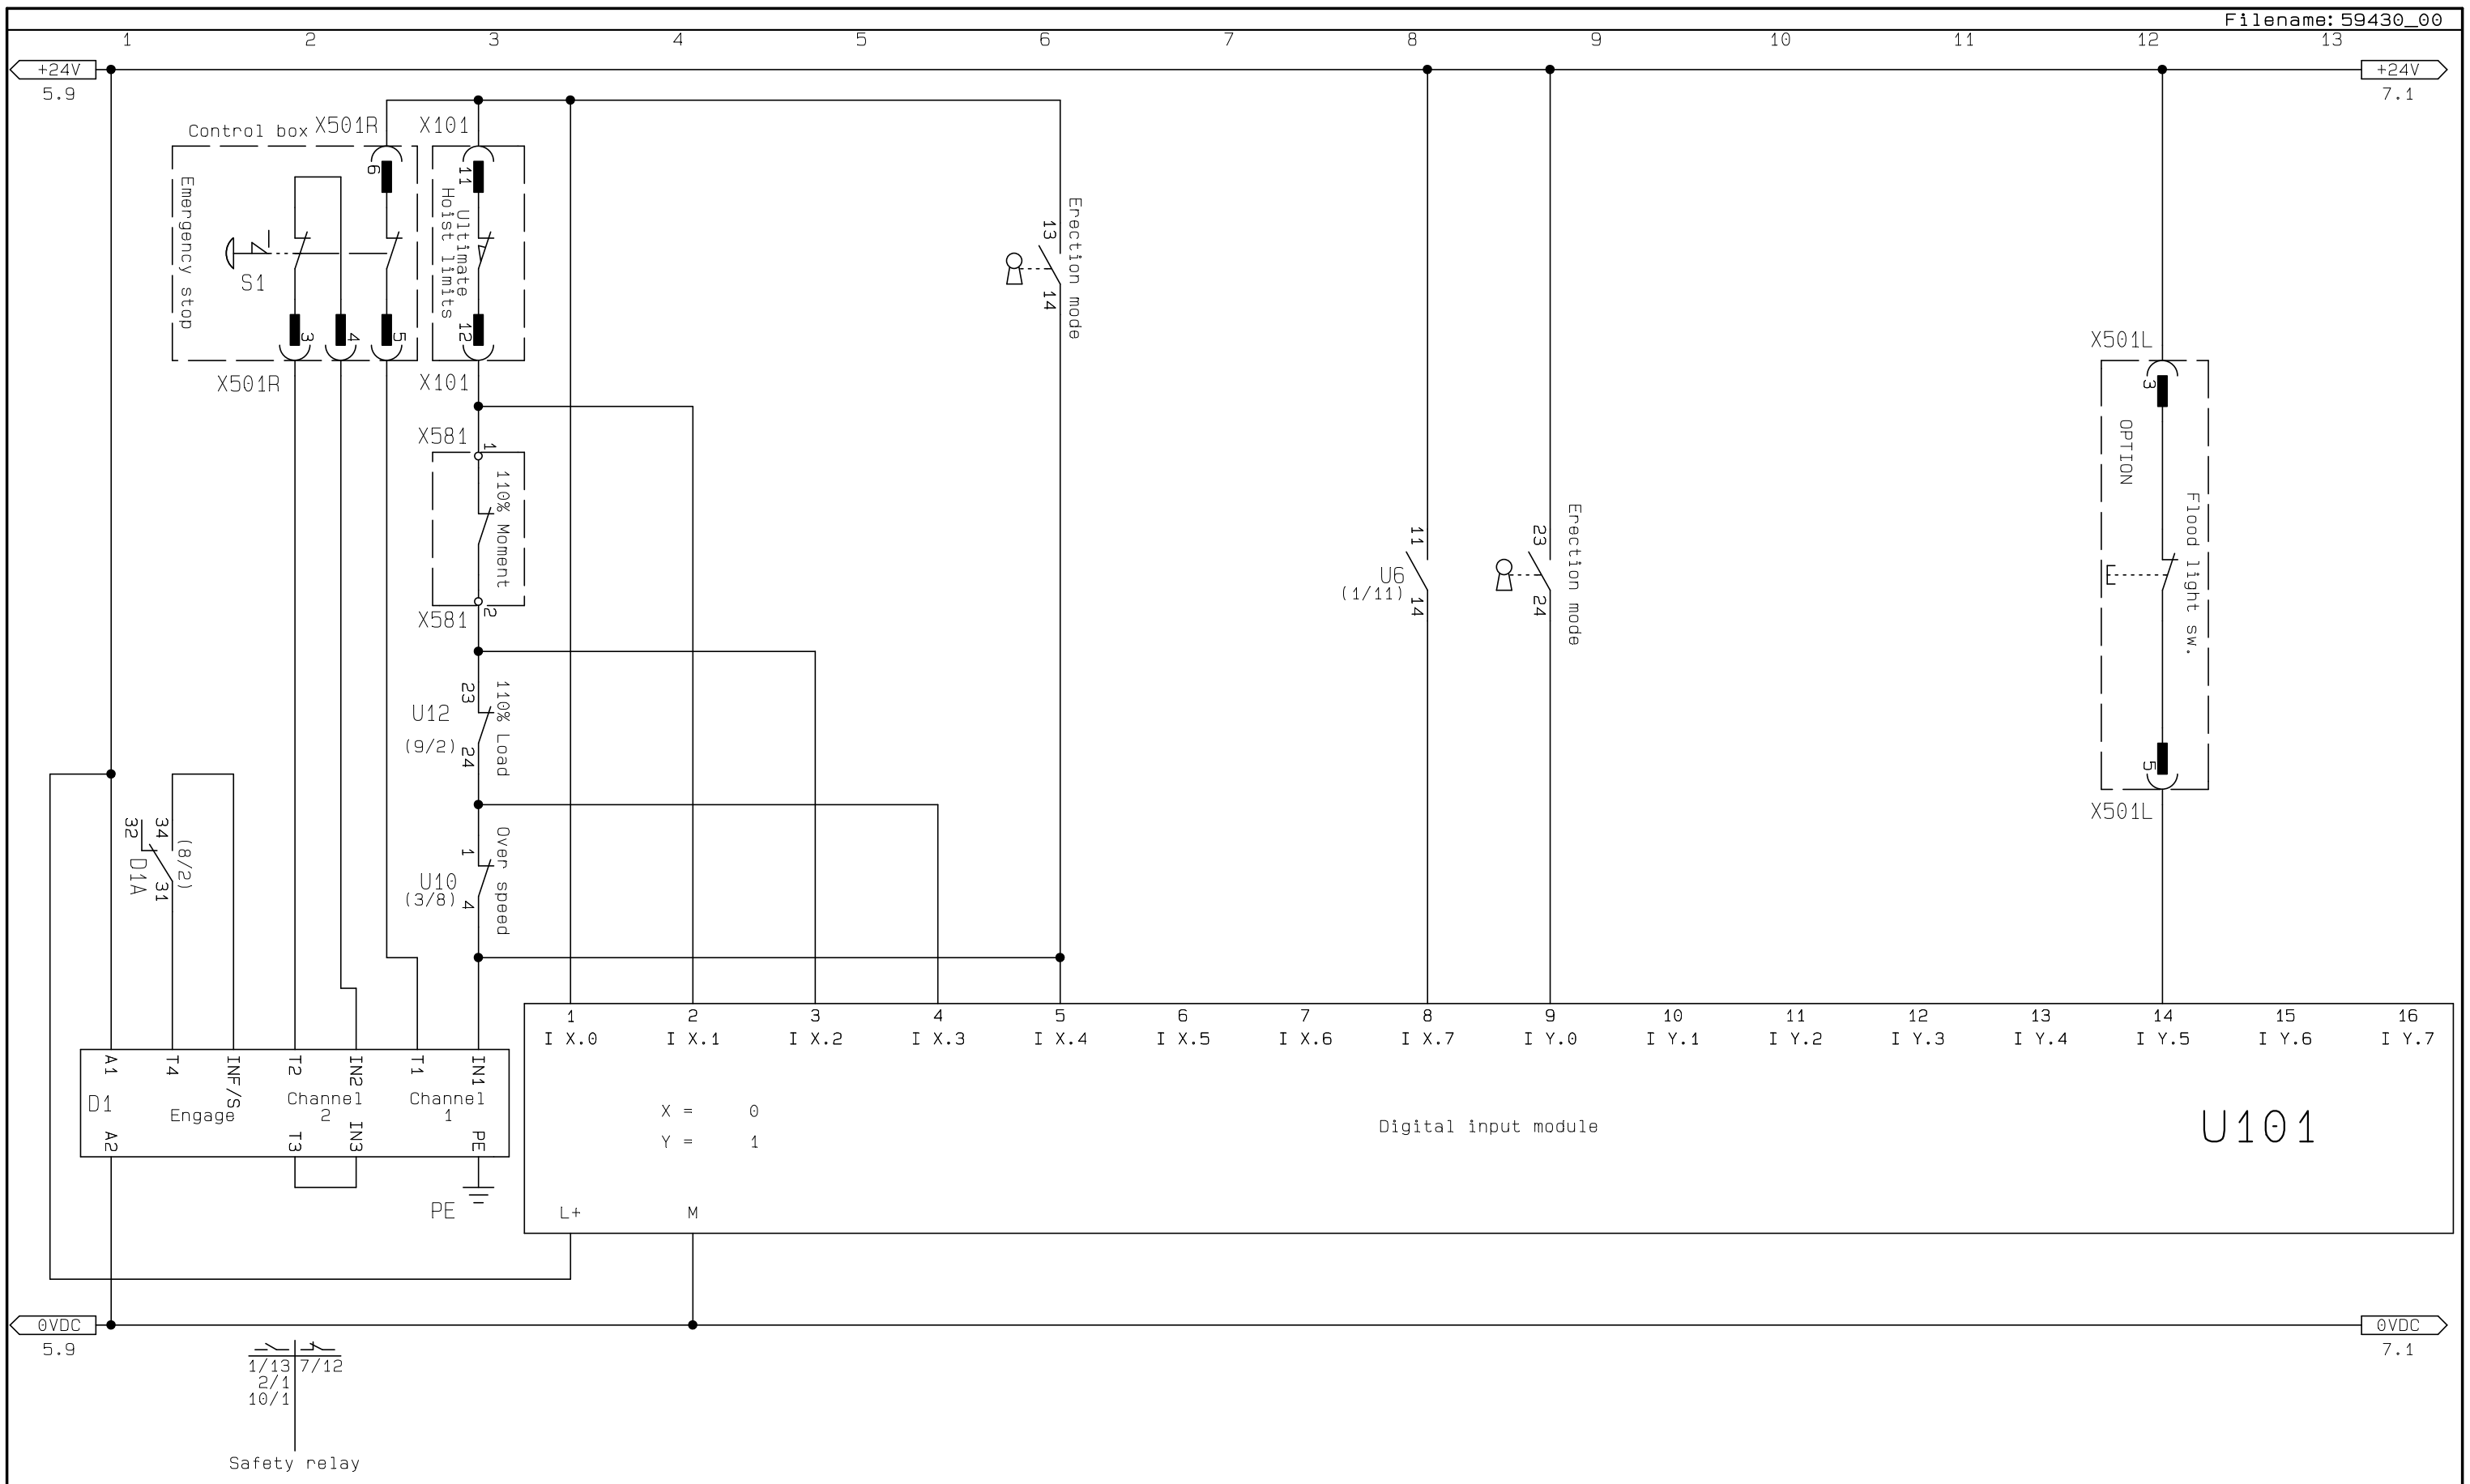 Filename: 59430_00
1 2 3 4 5 6 7 8 9 10 11 12 13
+24V
5.9
+24V
7.1
Control box
X501R
X101
6
11
Emergency stop
S1
Ultimate
Hoist limits
3
4
5
12
X501R
X101
13
14
Erection mode
X581
1
110% Moment
2
X581
23
U12
(9/2)
24
110% Load
1
U10
(3/8)
4
Over speed
32
34
(8/2)
D1A
31
11
U6
(1/11)
14
23
24
Erection mode
X501L
3
OPTION
Flood light sw.
5
X501L
1 2 3 4 5 6 7 8 9 10 11 12 13 14 15 16
I X.0 I X.1 I X.2 I X.3 I X.4 I X.5 I X.6 I X.7 I Y.0 I Y.1 I Y.2 I Y.3 I Y.4 I Y.5 I Y.6 I Y.7
A1 T4 INF/S T2 IN2 T1 IN1
D1
Engage
Channel
2
Channel
1
A2 T3 IN3 PE
PE
X = 0
Y = 1
Digital input module
U101
L+ M
0VDC
5.9
0VDC
7.1
1/13 7/12
2/1
10/1
Safety relay